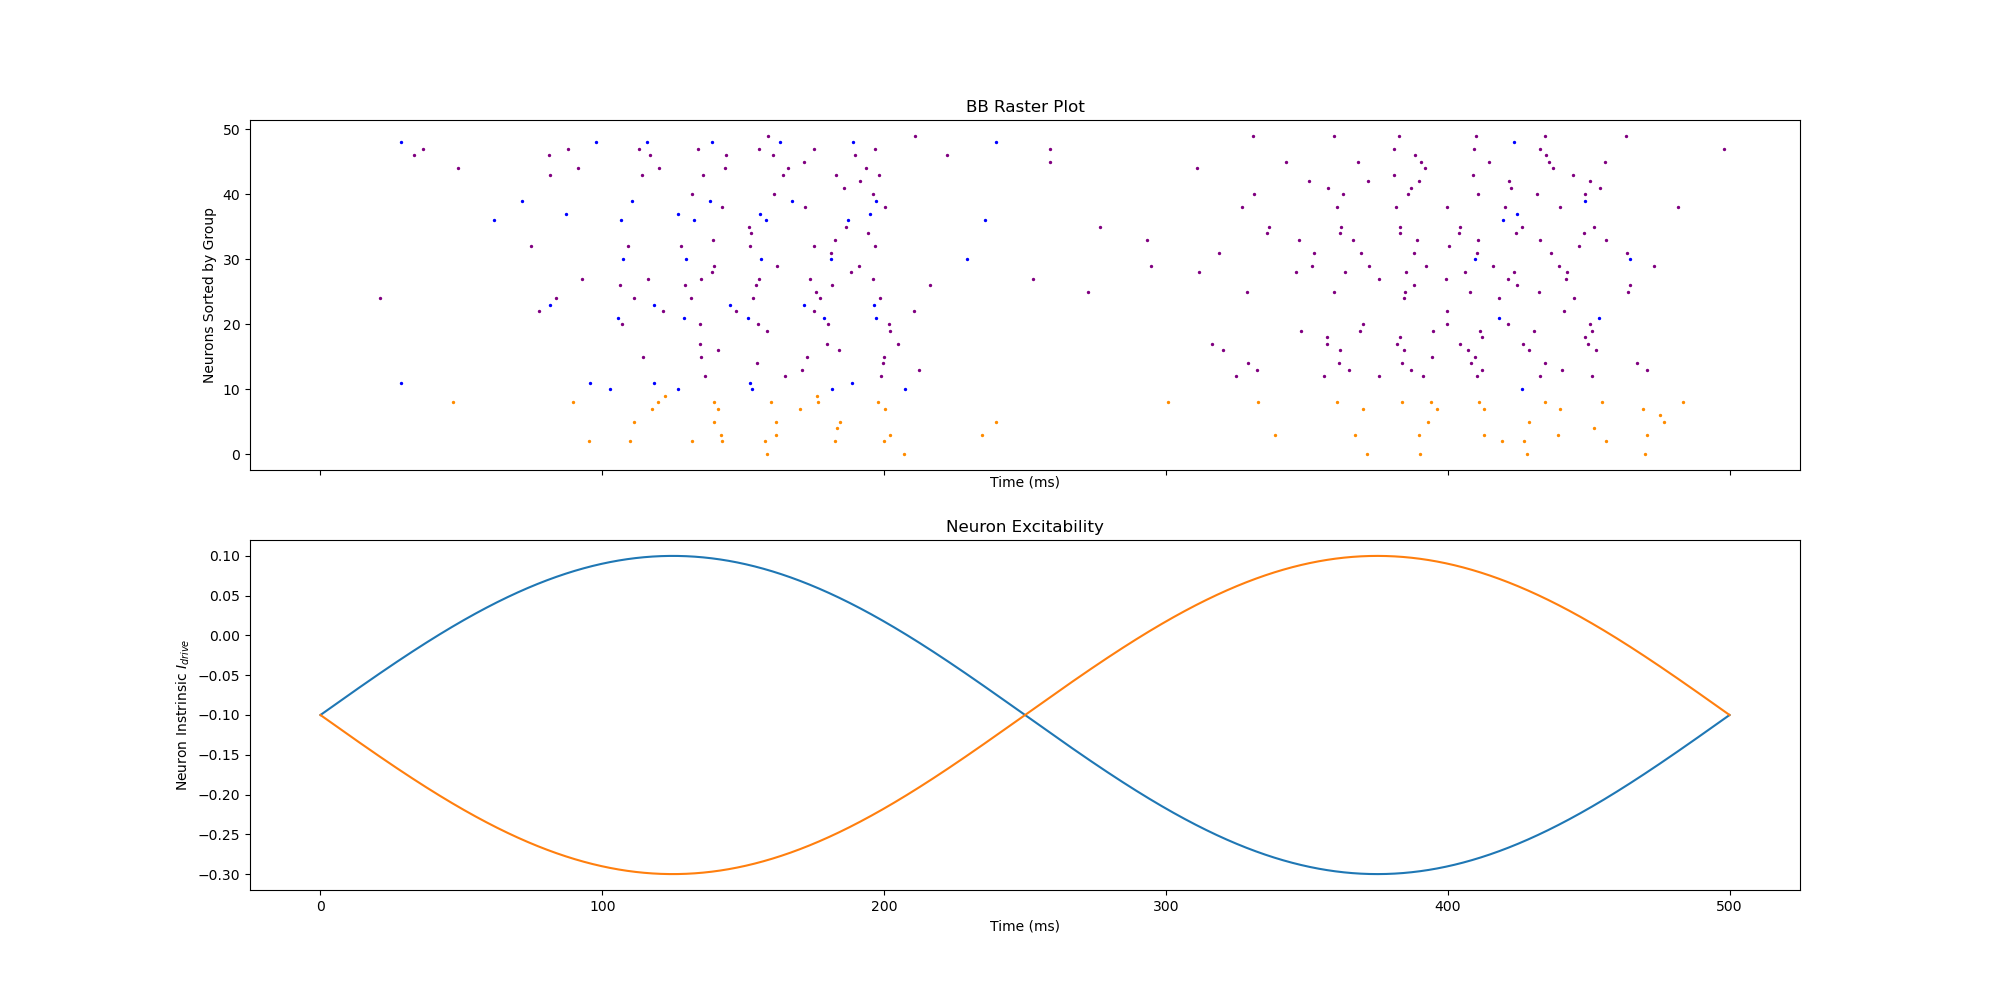 BB Raster Plot
Neurons Sorted by Group
50
40
30
20
10
0
Time (ms)
Neuron Excitability
Neuron Instrinsic I_drive
0.10
0.05
0.00
−0.05
−0.10
−0.15
−0.20
−0.25
−0.30
0 100 200 300 400 500
Time (ms)